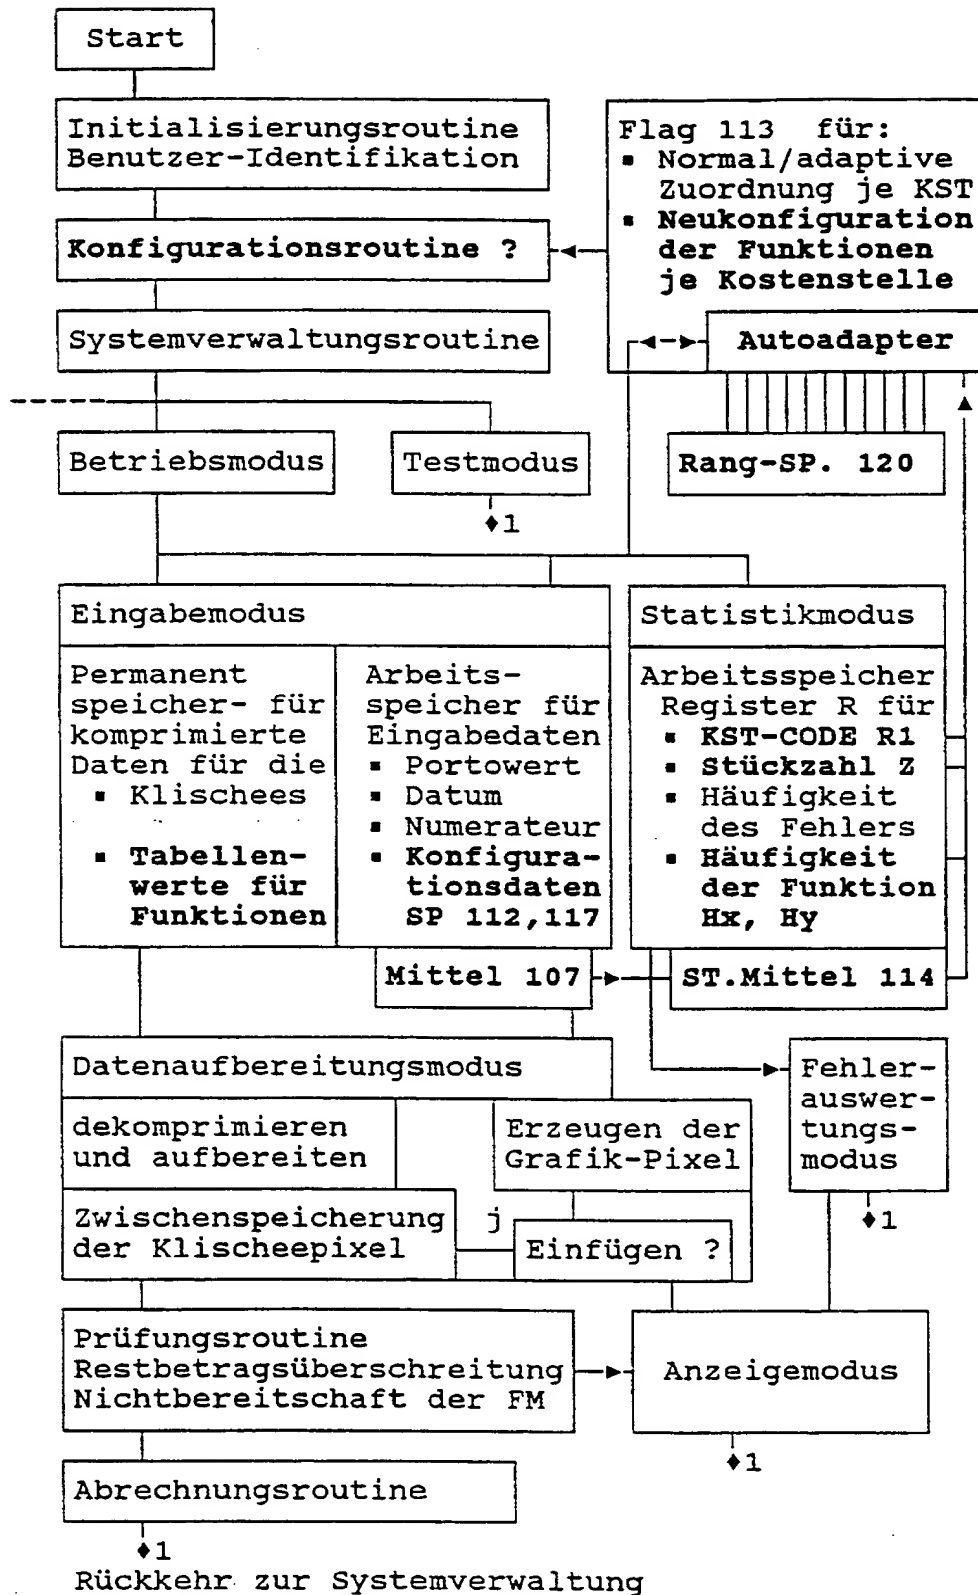 Start
Initialisierungsroutine
Benutzer-Identifikation
Flag 113 für:
▪ Normal/adaptive
Zuordnung je KST
▪ Neukonfiguration
der Funktionen
je Kostenstelle
Konfigurationsroutine ?
Systemverwaltungsroutine
Autoadapter
Betriebsmodus
Testmodus
Rang-SP. 120
♦1
Eingabemodus
Permanent
speicher- für
komprimierte
Daten für die
▪ Klischees
▪ Tabellen-
werte für
Funktionen
Arbeits-
speicher für
Eingabedaten
▪ Portowert
▪ Datum
▪ Numerateur
▪ Konfigura-
tionsdaten
SP 112,117
Statistikmodus
Arbeitsspeicher
Register R für
▪ KST-CODE R1
▪ Stückzahl Z
▪ Häufigkeit
des Fehlers
▪ Häufigkeit
der Funktion
Hx, Hy
Mittel 107
ST.Mittel 114
Datenaufbereitungsmodus
dekomprimieren
und aufbereiten
Erzeugen der
Grafik-Pixel
Zwischenspeicherung
der Klischeepixel
j
Einfügen ?
Fehler-
auswer-
tungs-
modus
♦1
Prüfungsroutine
Restbetragsüberschreitung
Nichtbereitschaft der FM
Anzeigemodus
♦1
Abrechnungsroutine
♦1
Rückkehr zur Systemverwaltung